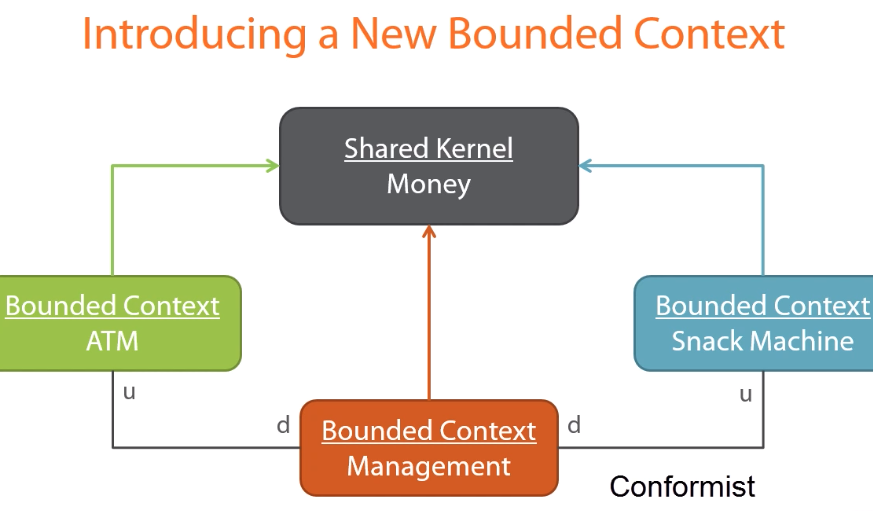 Introducing a New Bounded Context
Shared Kernel
Money
Bounded Context
ATM
Bounded Context
Snack Machine
u
u
d
d
Bounded Context
Management
Conformist